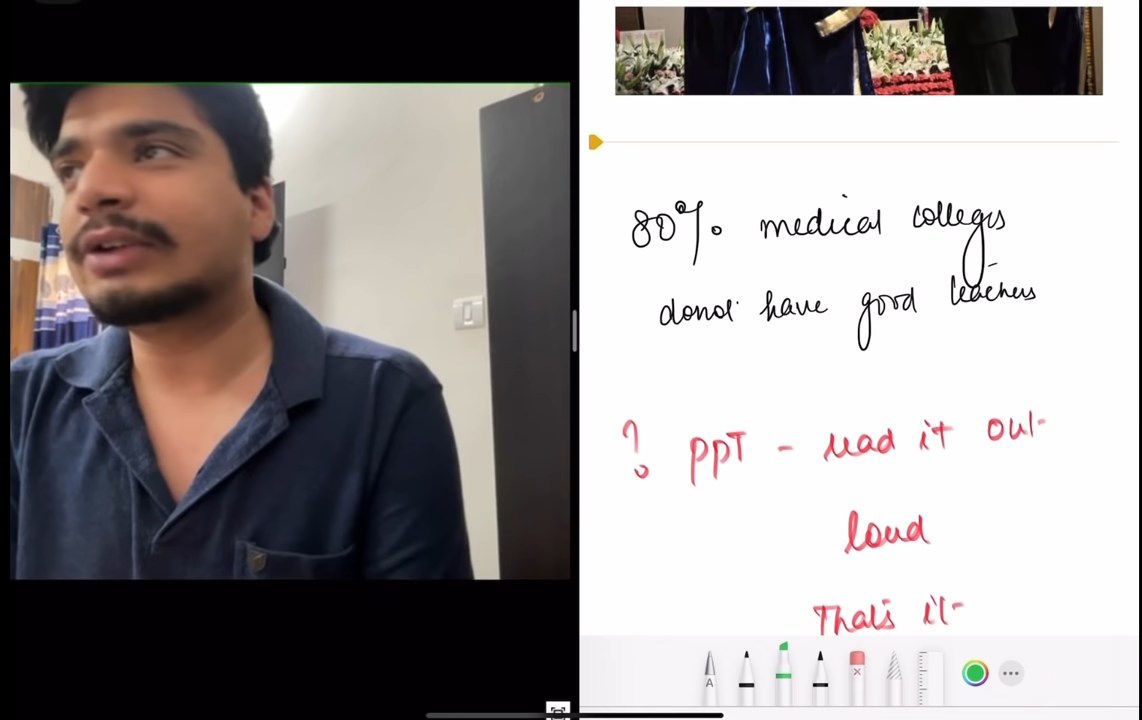 80% medical colleges
donot have good teachers
? PPT - read it out
loud
That's it
A